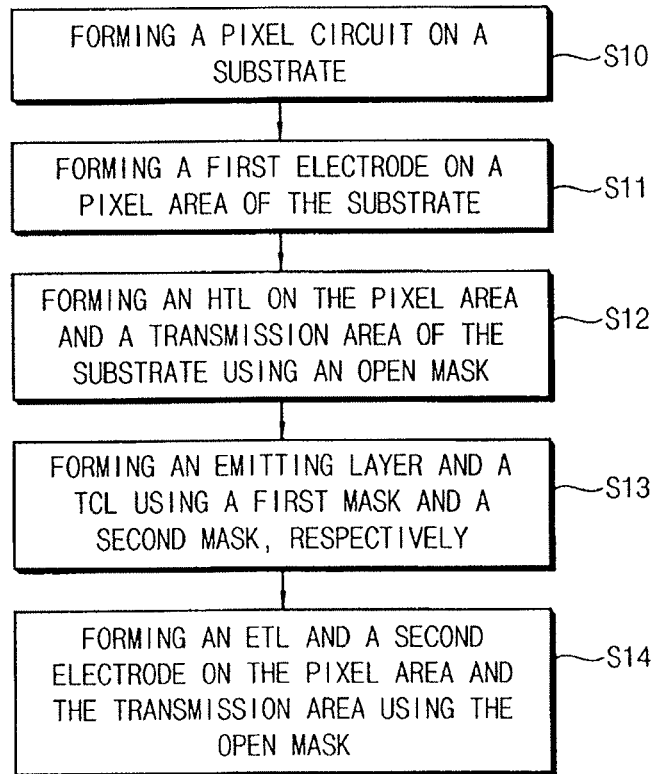 FORMING A PIXEL CIRCUIT ON A
SUBSTRATE
S10
FORMING A FIRST ELECTRODE ON A
PIXEL AREA OF THE SUBSTRATE
S11
FORMING AN HTL ON THE PIXEL AREA
AND A TRANSMISSION AREA OF THE
SUBSTRATE USING AN OPEN MASK
S12
FORMING AN EMITTING LAYER AND A
TCL USING A FIRST MASK AND A
SECOND MASK, RESPECTIVELY
S13
FORMING AN ETL AND A SECOND
ELECTRODE ON THE PIXEL AREA AND
THE TRANSMISSION AREA USING THE
OPEN MASK
S14